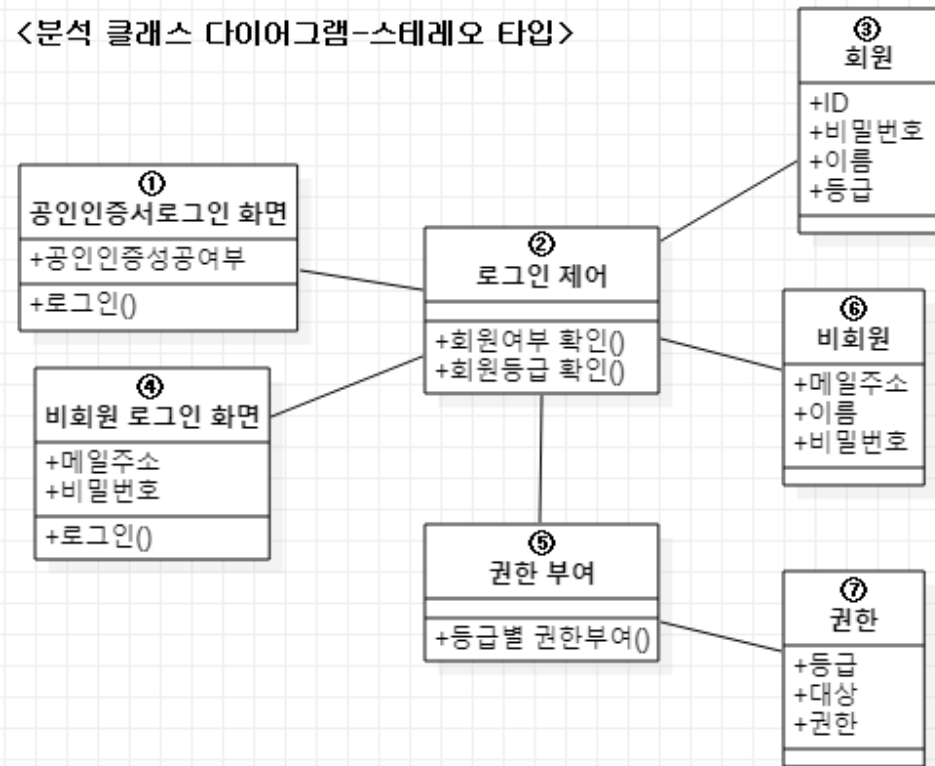 <분석 클래스 다이어그램-스테레오 타입>
①
공인인증서로그인 화면
+공인인증성공여부
+로그인()
②
로그인 제어
+회원여부 확인()
+회원등급 확인()
③
회원
+ID
+비밀번호
+이름
+등급
④
비회원 로그인 화면
+메일주소
+비밀번호
+로그인()
⑤
권한 부여
+등급별 권한부여()
⑥
비회원
+메일주소
+이름
+비밀번호
⑦
권한
+등급
+대상
+권한